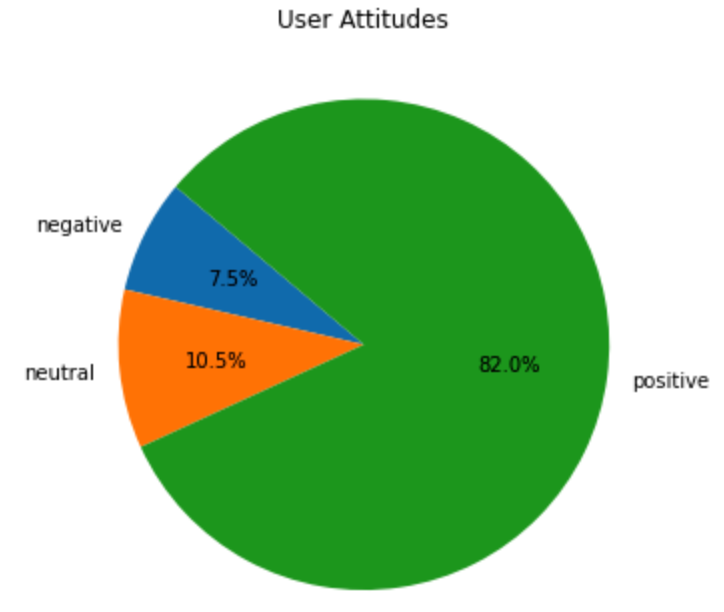 User Attitudes
negative
7.5%
neutral
10.5%
82.0%
positive